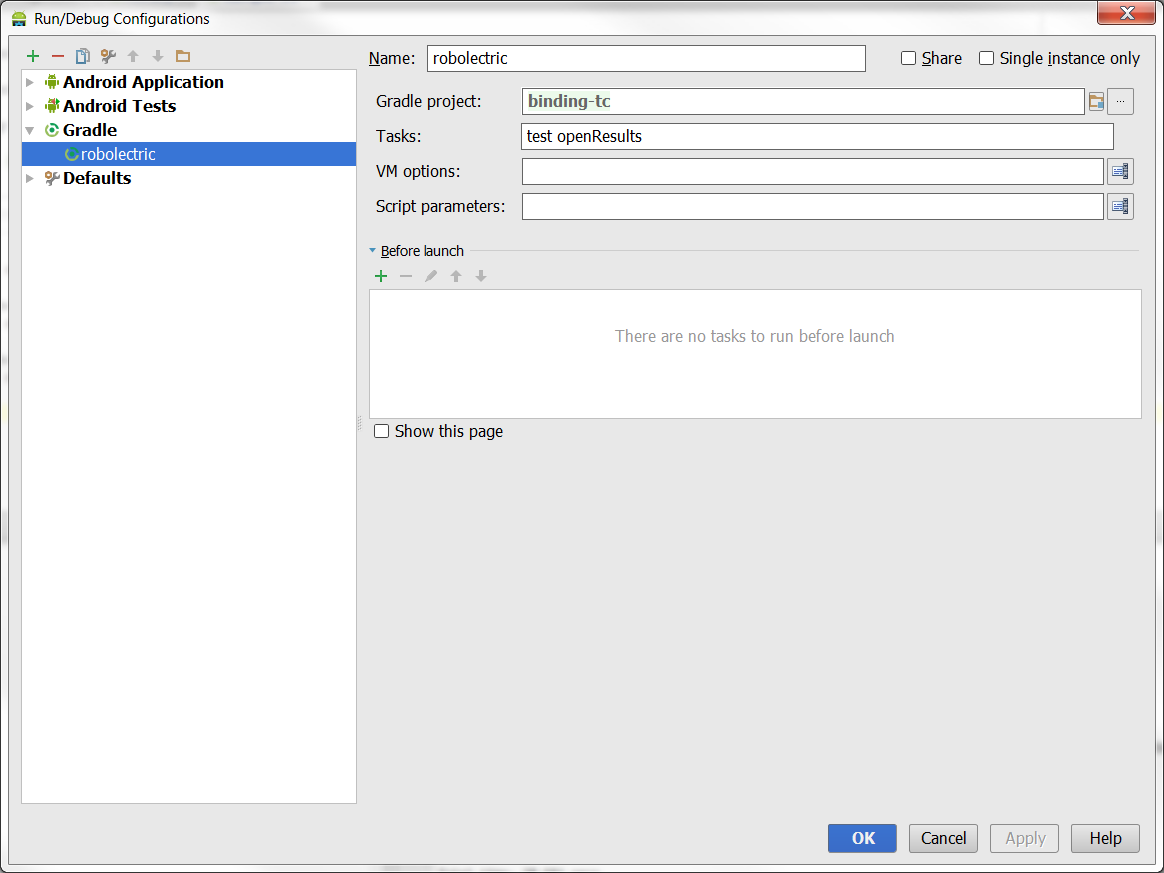 Run/Debug Configurations
Android Application
Android Tests
Gradle
robolectric
Defaults
Name: robolectric Share Single instance only
Gradle project: binding-tc ...
Tasks: test openResults
VM options:
Script parameters:
Before launch
There are no tasks to run before launch
Show this page
OK Cancel Apply Help